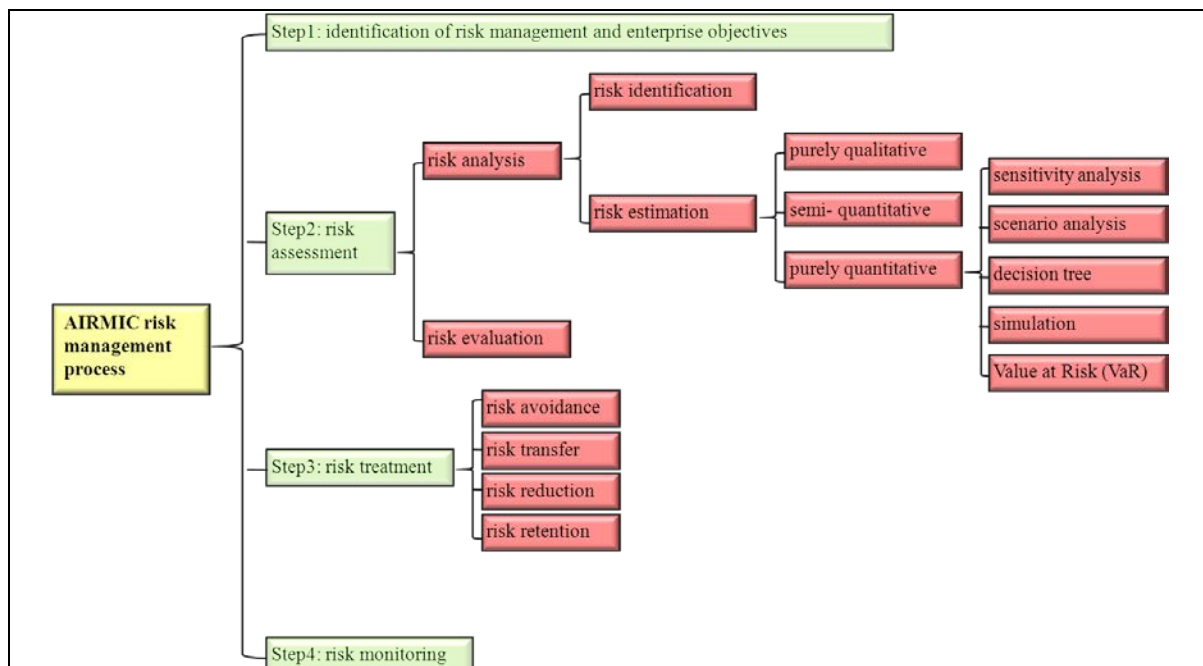 Step1: identification of risk management and enterprise objectives
risk identification
risk analysis
purely qualitative
sensitivity analysis
risk estimation
semi- quantitative
scenario analysis
Step2: risk
assessment
purely quantitative
decision tree
simulation
risk evaluation
Value at Risk (VaR)
AIRMIC risk
management
process
risk avoidance
risk transfer
Step3: risk treatment
risk reduction
risk retention
Step4: risk monitoring